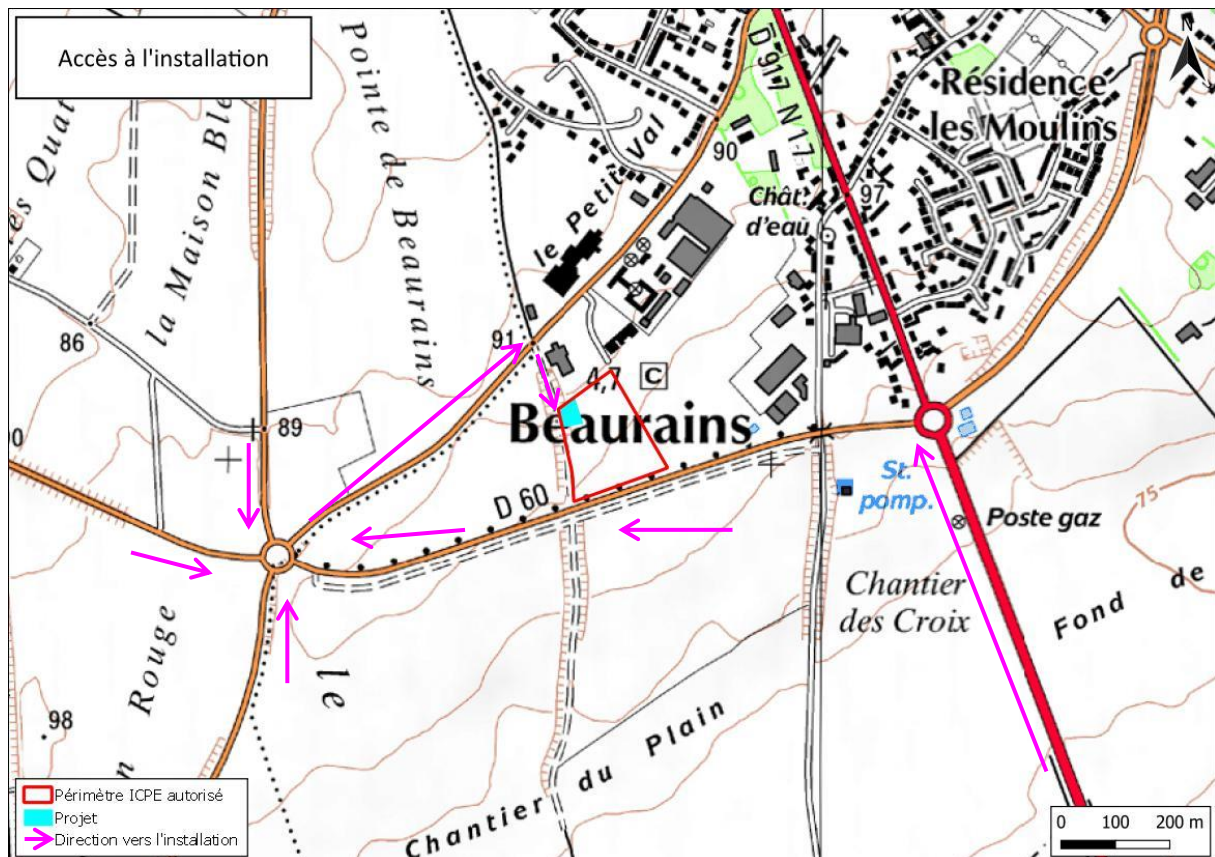 Accès à l'installation
N
Pointe de Beaurains
D 917 N 17
Résidence
les Moulins
la Maison Ble
es Quat
le Petit Val
90
97
Chât.
d'eau
86
91
4,7
C
Beaurains
89
00
D 60
St.
pomp.
Poste gaz
75
Chantier
des Croix
Fond de
Rouge
le
98
n
Chantier du Plain
Périmètre ICPE autorisé
Projet
Direction vers l'installation
0 100 200 m